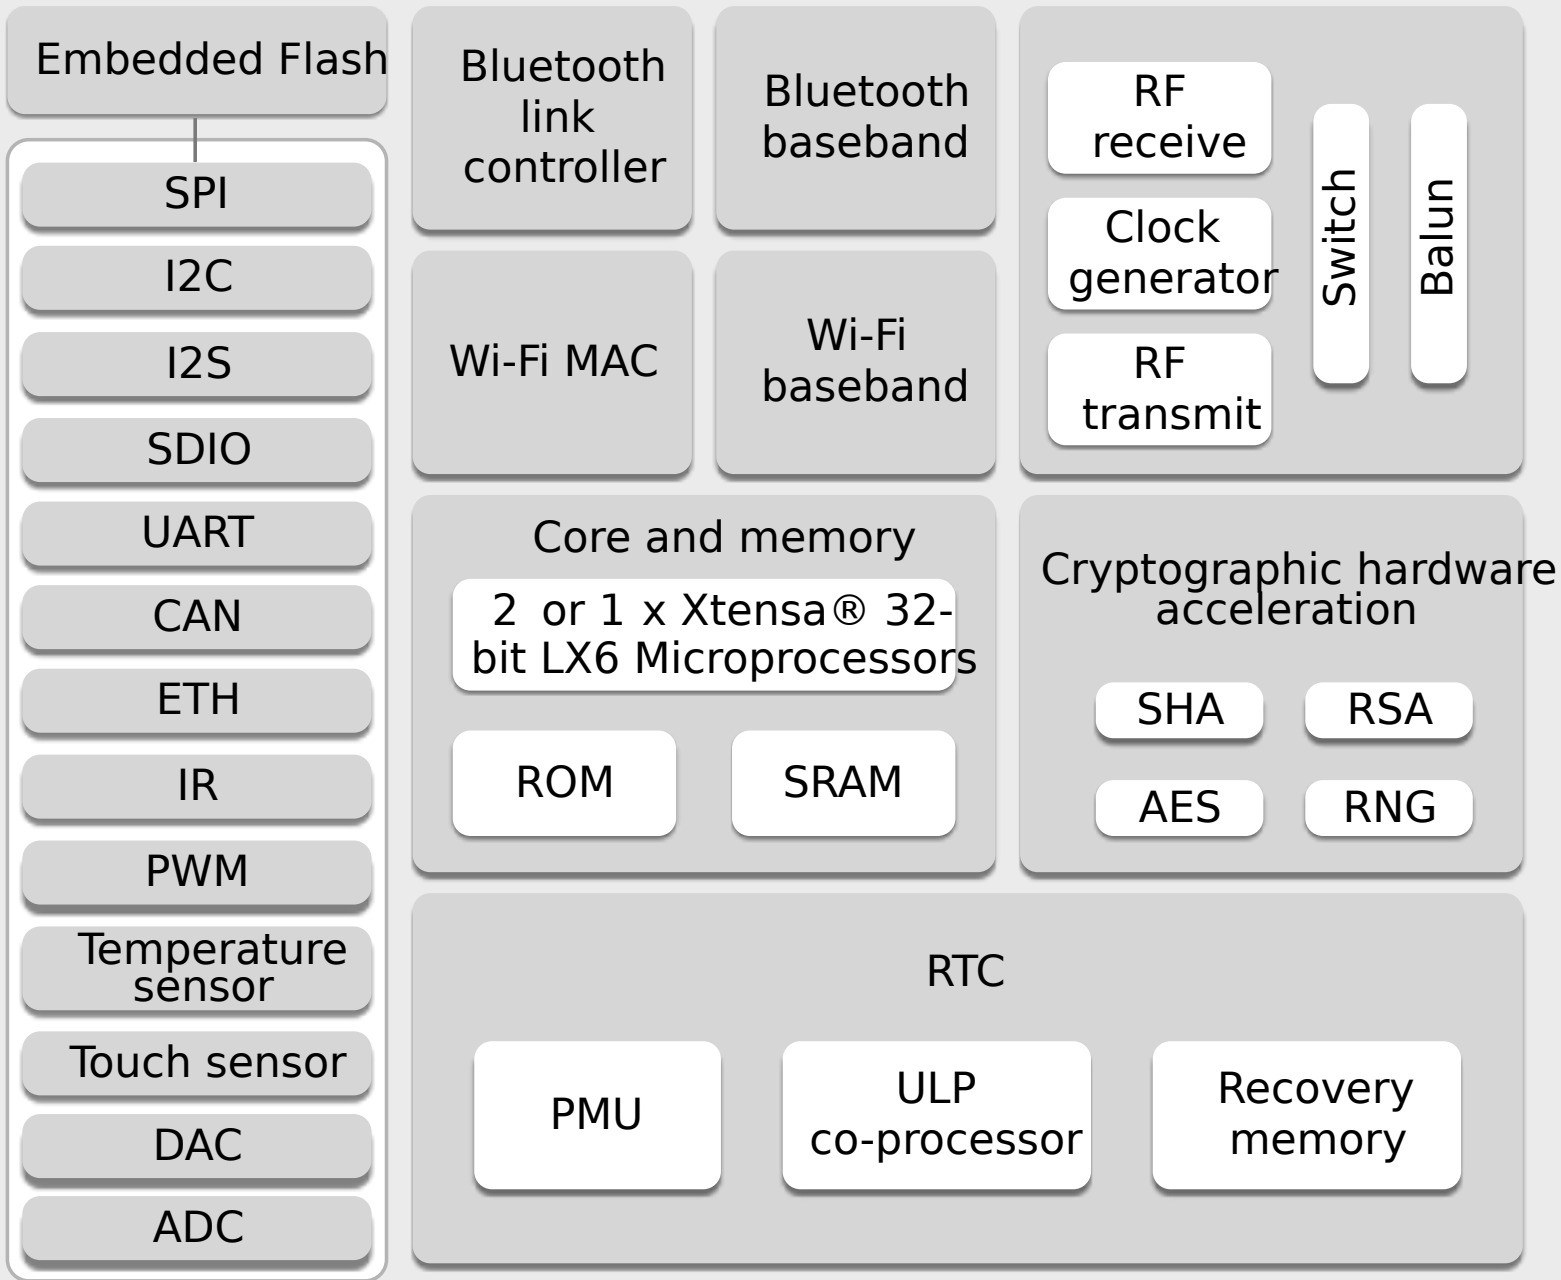 Embedded Flash
SPI
I2C
I2S
SDIO
UART
CAN
ETH
IR
PWM
Temperature
sensor
Touch sensor
DAC
ADC
Bluetooth
link
controller
Bluetooth
baseband
Wi-Fi MAC
Wi-Fi
baseband
RF
receive
Clock
generator
RF
transmit
Switch
Balun
Core and memory
2 or 1 x Xtensa® 32-
bit LX6 Microprocessors
ROM
SRAM
Cryptographic hardware
acceleration
SHA
RSA
AES
RNG
RTC
PMU
ULP
co-processor
Recovery
memory